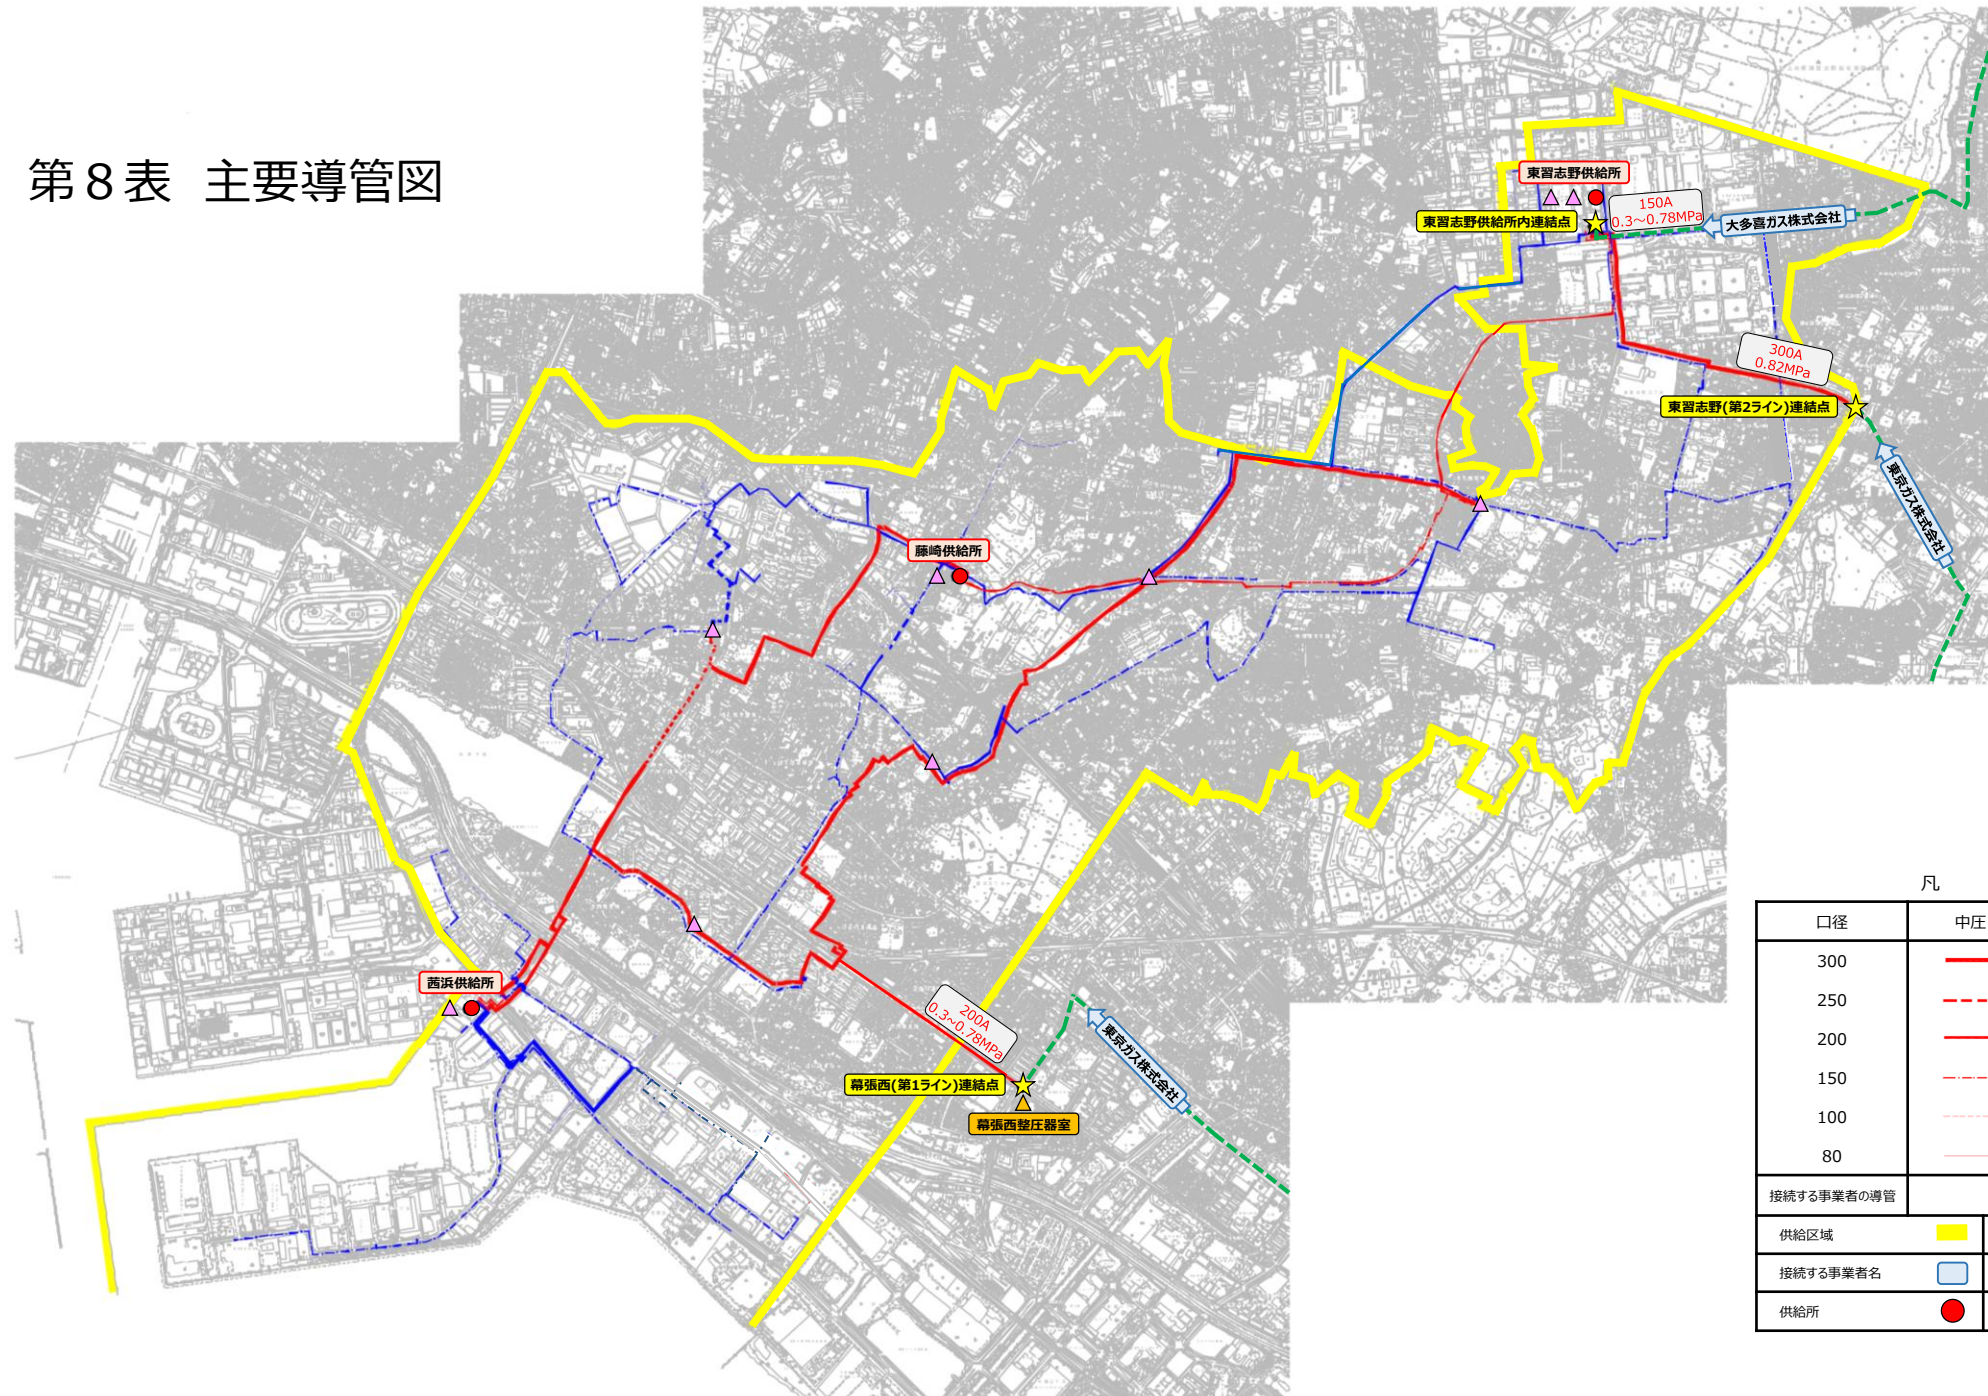 第８表 主要導管図
東習志野供給所
東習志野供給所内連結点
150A
0.3～0.78MPa
大多喜ガス株式会社
300A
0.82MPa
東習志野(第2ライン)連結点
東京ガス株式会社
藤崎供給所
茜浜供給所
200A
0.3~0.78MPa
東京ガス株式会社
幕張西(第1ライン)連結点
幕張西整圧器室
凡
口径 中圧
300
250
200
150
100
80
接続する事業者の導管
供給区域
接続する事業者名
供給所